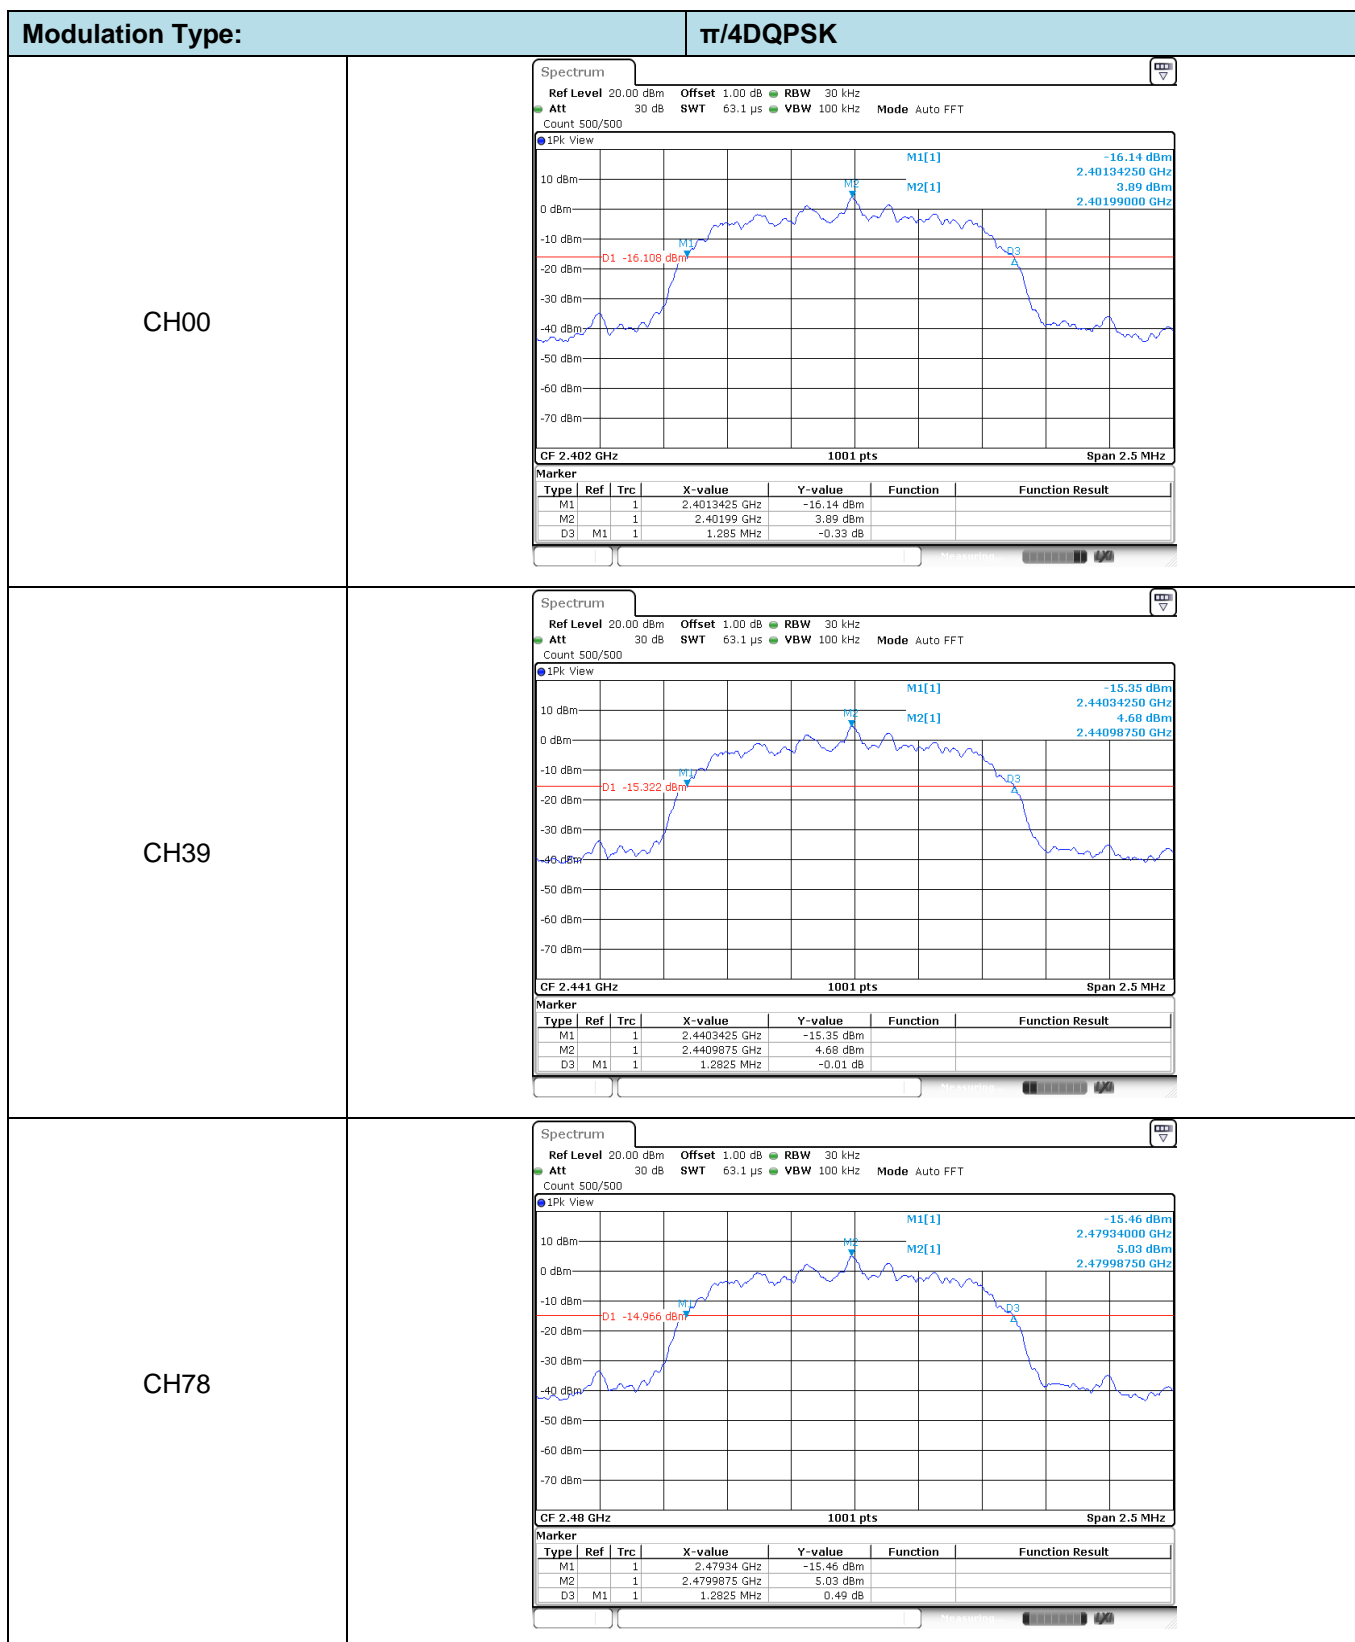 Modulation Type: π/4DQPSK
CH00
Spectrum
Ref Level 20.00 dBm Offset 1.00 dB RBW 30 kHz
Att 30 dB SWT 63.1 µs VBW 100 kHz Mode Auto FFT
Count 500/500
1Pk View
M1[1] -16.14 dBm
2.40134250 GHz
M2[1] 3.89 dBm
2.40199000 GHz
10 dBm
M2
0 dBm
-10 dBm
M1
D3
D1 -16.108 dBm
-20 dBm
-30 dBm
-40 dBm
-50 dBm
-60 dBm
-70 dBm
CF 2.402 GHz 1001 pts Span 2.5 MHz
Marker
Type Ref Trc X-value Y-value Function Function Result
M1 1 2.4013425 GHz -16.14 dBm
M2 1 2.40199 GHz 3.89 dBm
D3 M1 1 1.285 MHz -0.33 dB
Measuring...
CH39
Spectrum
Ref Level 20.00 dBm Offset 1.00 dB RBW 30 kHz
Att 30 dB SWT 63.1 µs VBW 100 kHz Mode Auto FFT
Count 500/500
1Pk View
M1[1] -15.35 dBm
2.44034250 GHz
M2[1] 4.68 dBm
2.44098750 GHz
10 dBm
M2
0 dBm
-10 dBm
M1
D3
D1 -15.322 dBm
-20 dBm
-30 dBm
-40 dBm
-50 dBm
-60 dBm
-70 dBm
CF 2.441 GHz 1001 pts Span 2.5 MHz
Marker
Type Ref Trc X-value Y-value Function Function Result
M1 1 2.4403425 GHz -15.35 dBm
M2 1 2.4409875 GHz 4.68 dBm
D3 M1 1 1.2825 MHz -0.01 dB
Measuring...
CH78
Spectrum
Ref Level 20.00 dBm Offset 1.00 dB RBW 30 kHz
Att 30 dB SWT 63.1 µs VBW 100 kHz Mode Auto FFT
Count 500/500
1Pk View
M1[1] -15.46 dBm
2.47934000 GHz
M2[1] 5.03 dBm
2.47998750 GHz
10 dBm
M2
0 dBm
-10 dBm
M1
D3
D1 -14.966 dBm
-20 dBm
-30 dBm
-40 dBm
-50 dBm
-60 dBm
-70 dBm
CF 2.48 GHz 1001 pts Span 2.5 MHz
Marker
Type Ref Trc X-value Y-value Function Function Result
M1 1 2.47934 GHz -15.46 dBm
M2 1 2.4799875 GHz 5.03 dBm
D3 M1 1 1.2825 MHz 0.49 dB
Measuring...